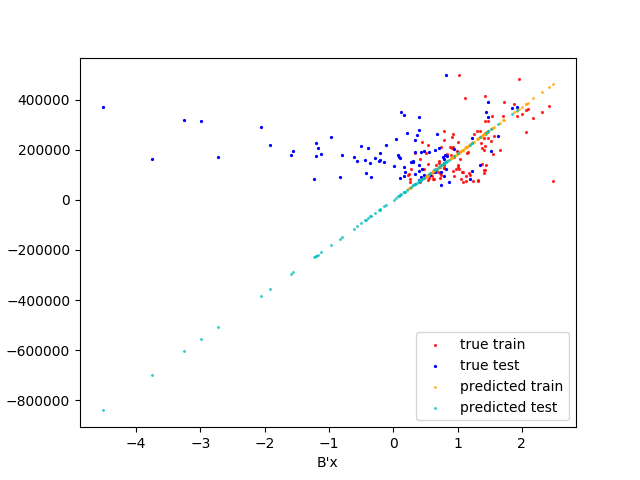 400000
200000
0
−200000
−400000
−600000
−800000
−4 −3 −2 −1 0 1 2
B'x
true train
true test
predicted train
predicted test